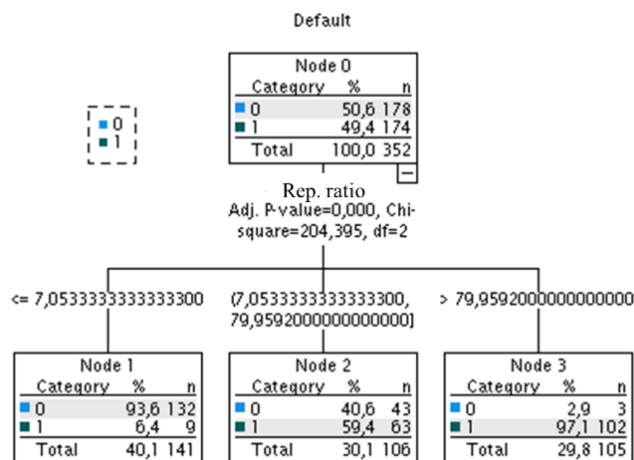 Default
Node 0
Category % n
0 50,6 178
1 49,4 174
Total 100,0 352
0
1
Rep. ratio
Adj. P-value=0,000, Chi-
square=204,395, df=2
<= 7,0533333333333300
(7,0533333333333300,
79,9592000000000000]
> 79,9592000000000000
Node 1
Category % n
0 93,6 132
1 6,4 9
Total 40,1 141
Node 2
Category % n
0 40,6 43
1 59,4 63
Total 30,1 106
Node 3
Category % n
0 2,9 3
1 97,1 102
Total 29,8 105